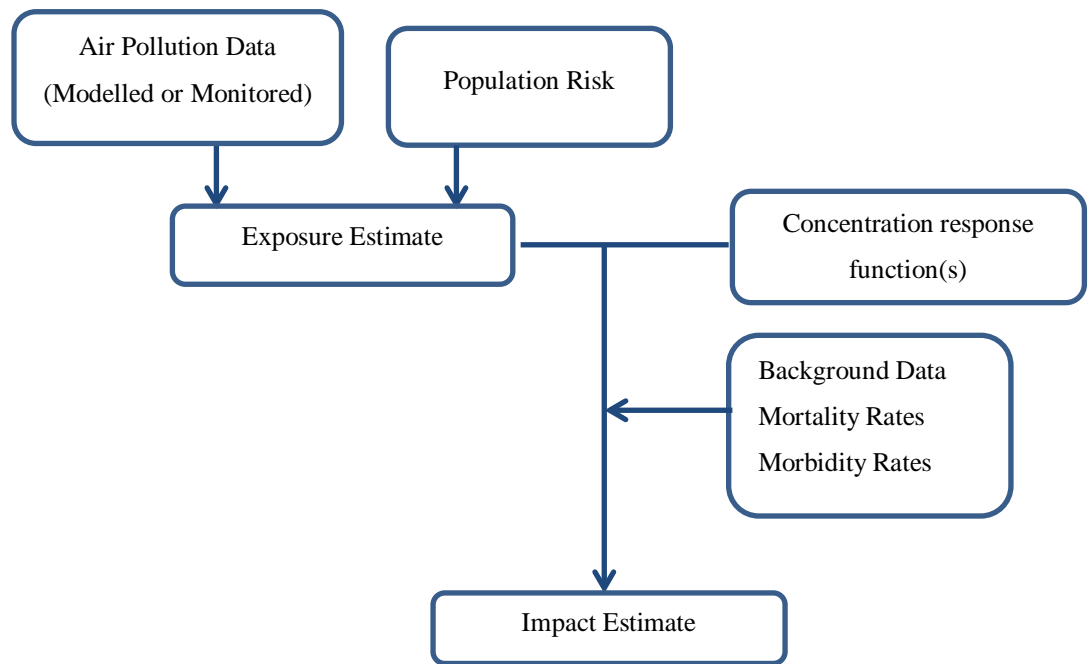 Air Pollution Data
(Modelled or Monitored)
Population Risk
Exposure Estimate
Concentration response
function(s)
Background Data
Mortality Rates
Morbidity Rates
Impact Estimate